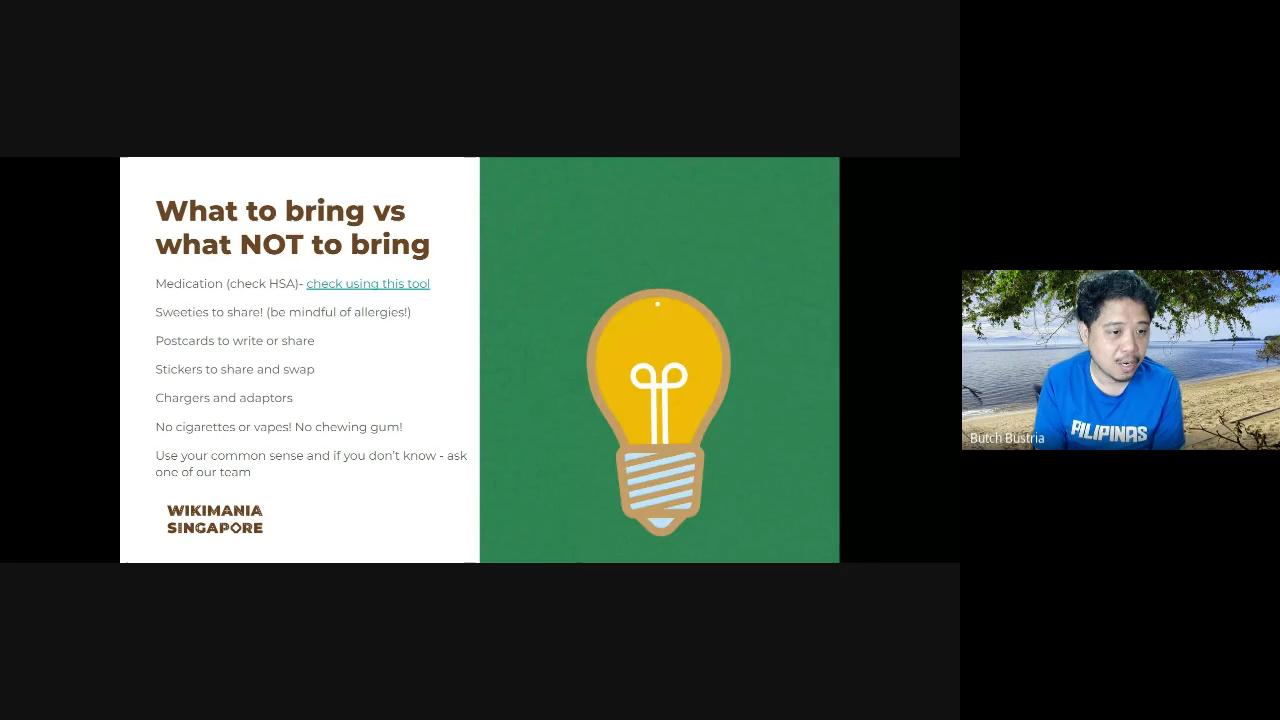 What to bring vs
what NOT to bring
Medication (check HSA)- check using this tool
Sweeties to share! (be mindful of allergies!)
Postcards to write or share
Stickers to share and swap
Chargers and adaptors
No cigarettes or vapes! No chewing gum!
Use your common sense and if you don't know - ask
one of our team
WIKIMANIA
SINGAPORE
PILIPINAS
Butch Bustria